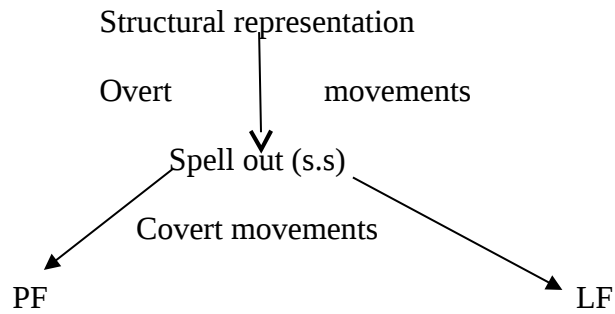 Structural representation
Overt movements
Spell out (s.s)
Covert movements
PF LF